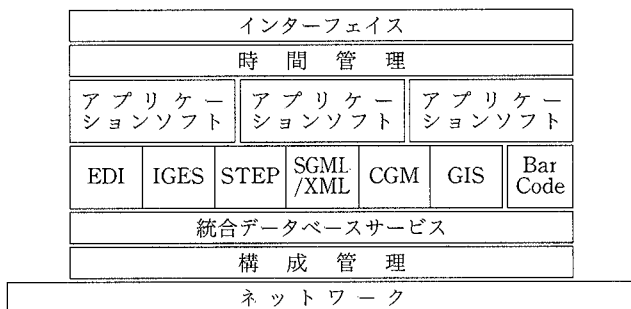 インターフェイス
時間管理
アプリケー アプリケー アプリケー
ションソフト ションソフト ションソフト
EDI IGES STEP SGML/XML CGM GIS Bar Code
統合データベースサービス
構成管理
ネットワーク